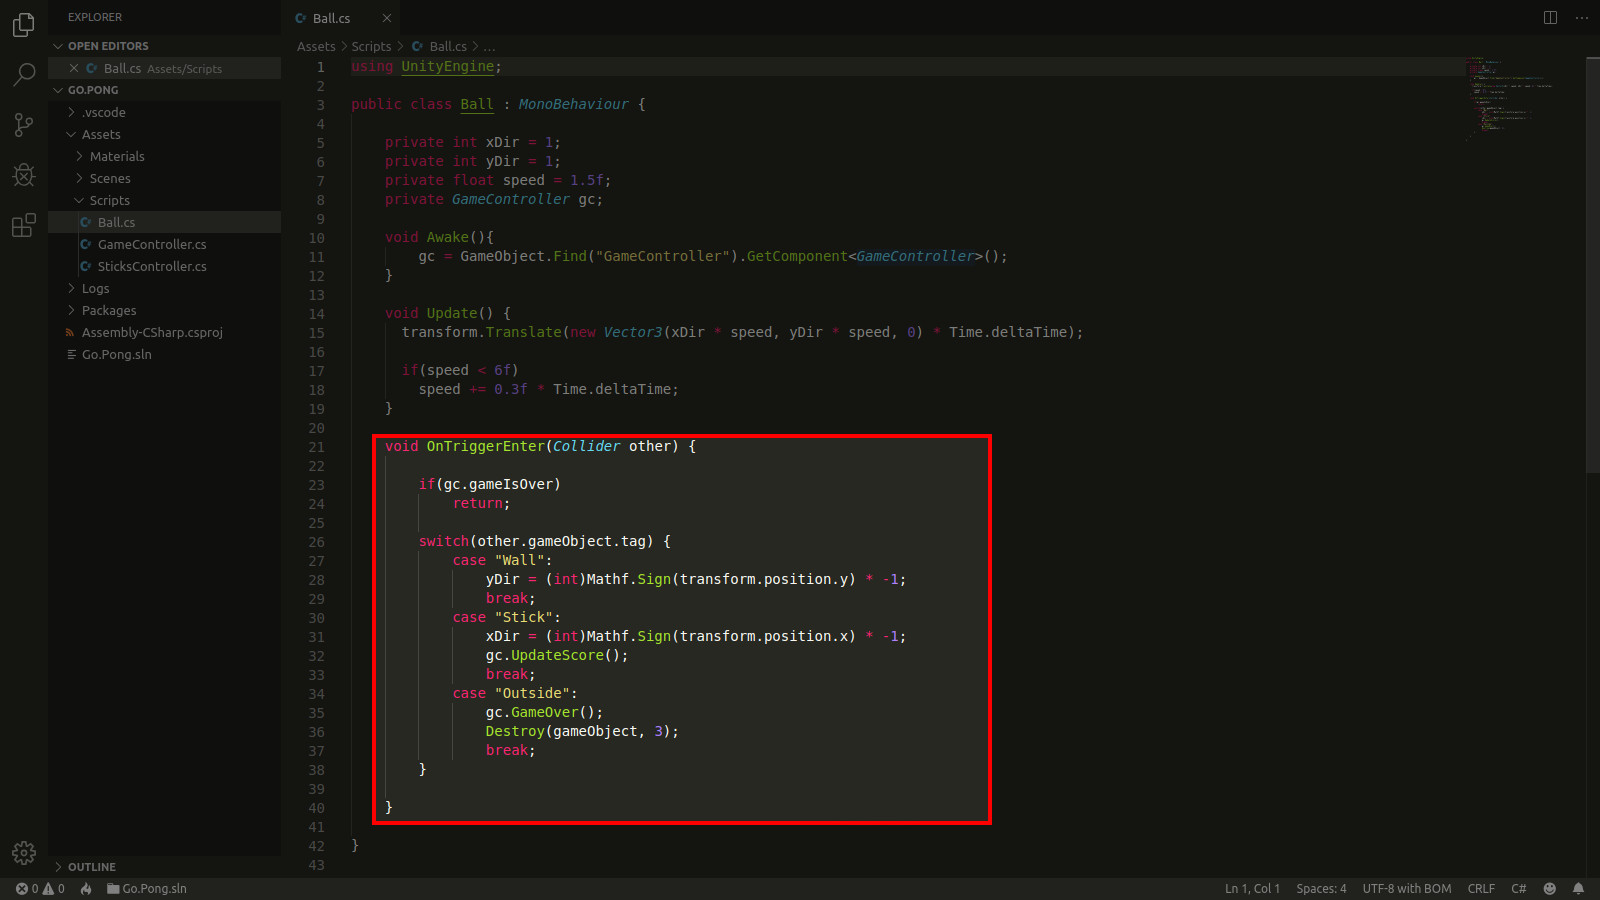 EXPLORER
OPEN EDITORS
Ball.cs Assets/Scripts
GO.PONG
.vscode
Assets
Materials
Scenes
Scripts
Ball.cs
GameController.cs
SticksController.cs
Logs
Packages
Assembly-CSharp.csproj
Go.Pong.sln
OUTLINE
Ball.cs
Assets > Scripts > Ball.cs > ...
1 using UnityEngine;
2
3 public class Ball : MonoBehaviour {
4
5 private int xDir = 1;
6 private int yDir = 1;
7 private float speed = 1.5f;
8 private GameController gc;
9
10 void Awake(){
11 gc = GameObject.Find("GameController").GetComponent<GameController>();
12 }
13
14 void Update() {
15 transform.Translate(new Vector3(xDir * speed, yDir * speed, 0) * Time.deltaTime);
16
17 if(speed < 6f)
18 speed += 0.3f * Time.deltaTime;
19 }
20
21 void OnTriggerEnter(Collider other) {
22
23 if(gc.gameIsOver)
24 return;
25
26 switch(other.gameObject.tag) {
27 case "Wall":
28 yDir = (int)Mathf.Sign(transform.position.y) * -1;
29 break;
30 case "Stick":
31 xDir = (int)Mathf.Sign(transform.position.x) * -1;
32 gc.UpdateScore();
33 break;
34 case "Outside":
35 gc.GameOver();
36 Destroy(gameObject, 3);
37 break;
38 }
39
40 }
41
42 }
43
0 0 Go.Pong.sln Ln 1, Col 1 Spaces: 4 UTF-8 with BOM CRLF C#